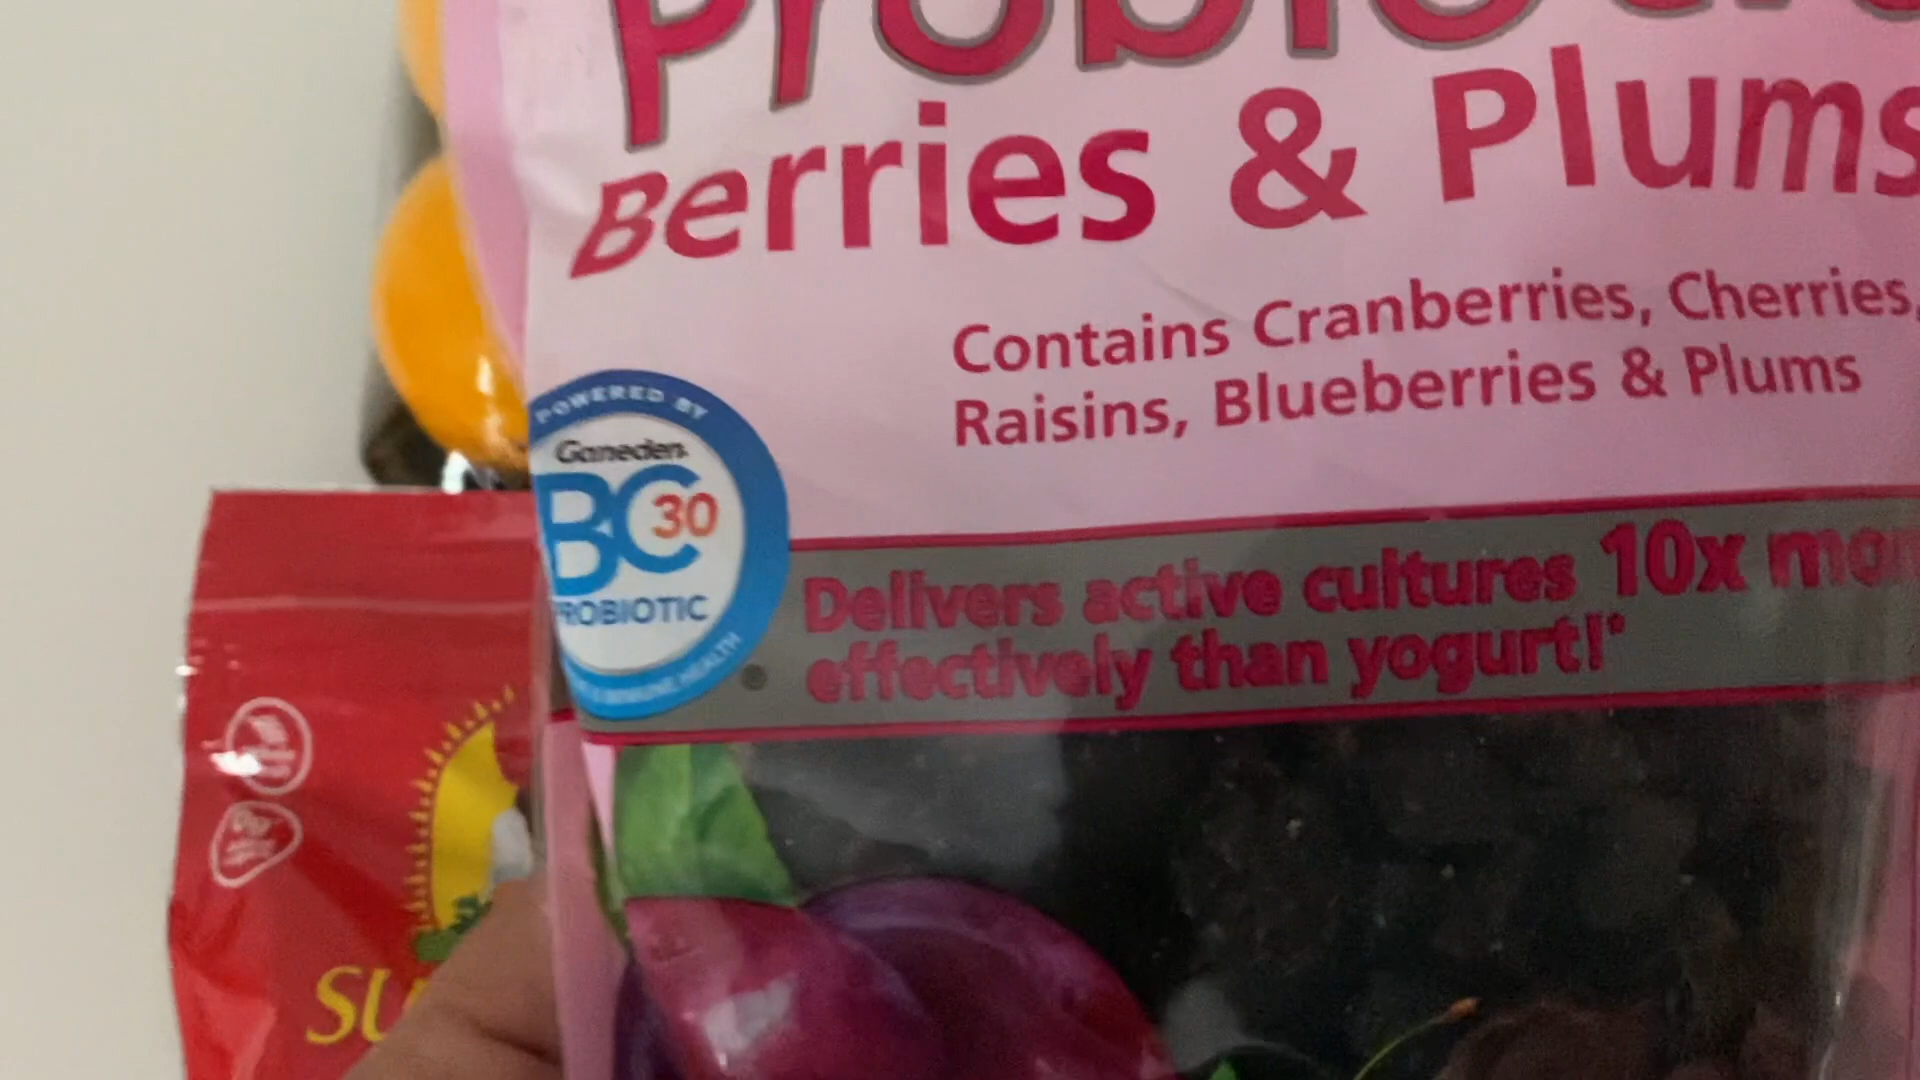 Berries & Plums
Contains Cranberries, Cherries,
Raisins, Blueberries & Plums
POWERED BY
Ganeden
BC30
PROBIOTIC
Delivers active cultures 10x
effectively than yogurt!*
SU